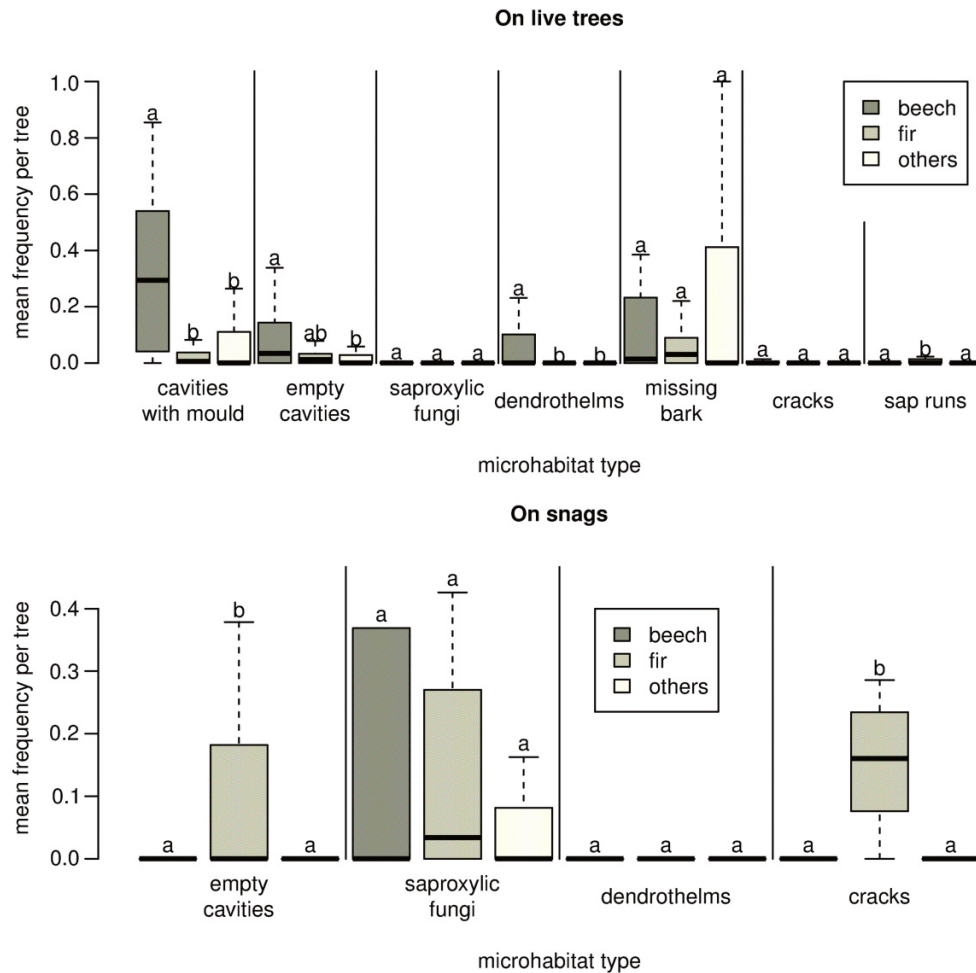 On live trees
mean frequency per tree
1.0
0.8
0.6
0.4
0.2
0.0
a
b
b
a
ab
b
a
a
a
a
b
b
a
a
a
a
a
a
a
b
a
beech
fir
others
cavities
with mould
empty
cavities
saproxylic
fungi
dendrothelms
missing
bark
cracks
sap runs
microhabitat type
On snags
mean frequency per tree
0.4
0.3
0.2
0.1
0.0
a
b
a
a
a
a
a
a
a
a
b
a
beech
fir
others
empty
cavities
saproxylic
fungi
dendrothelms
cracks
microhabitat type